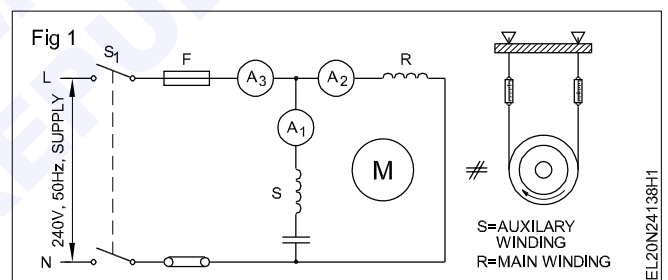 Fig 1
S1
F
R
L
A3
A2
A1
240V, 50Hz, SUPPLY
S
M
N
S=AUXILARY
WINDING
R=MAIN WINDING
EL20N24138H1